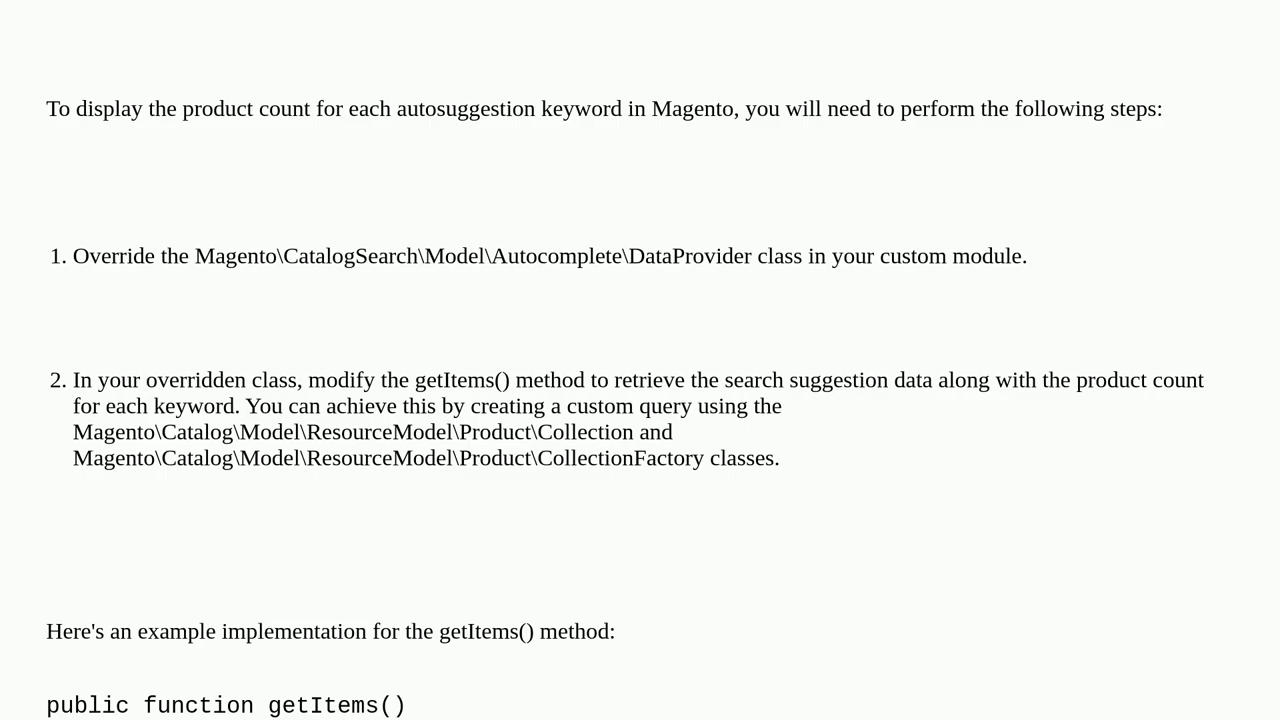 To display the product count for each autosuggestion keyword in Magento, you will need to perform the following steps:
1. Override the Magento\CatalogSearch\Model\Autocomplete\DataProvider class in your custom module.
2. In your overridden class, modify the getItems() method to retrieve the search suggestion data along with the product count
for each keyword. You can achieve this by creating a custom query using the
Magento\Catalog\Model\ResourceModel\Product\Collection and
Magento\Catalog\Model\ResourceModel\Product\CollectionFactory classes.
Here's an example implementation for the getItems() method:
public function getItems()